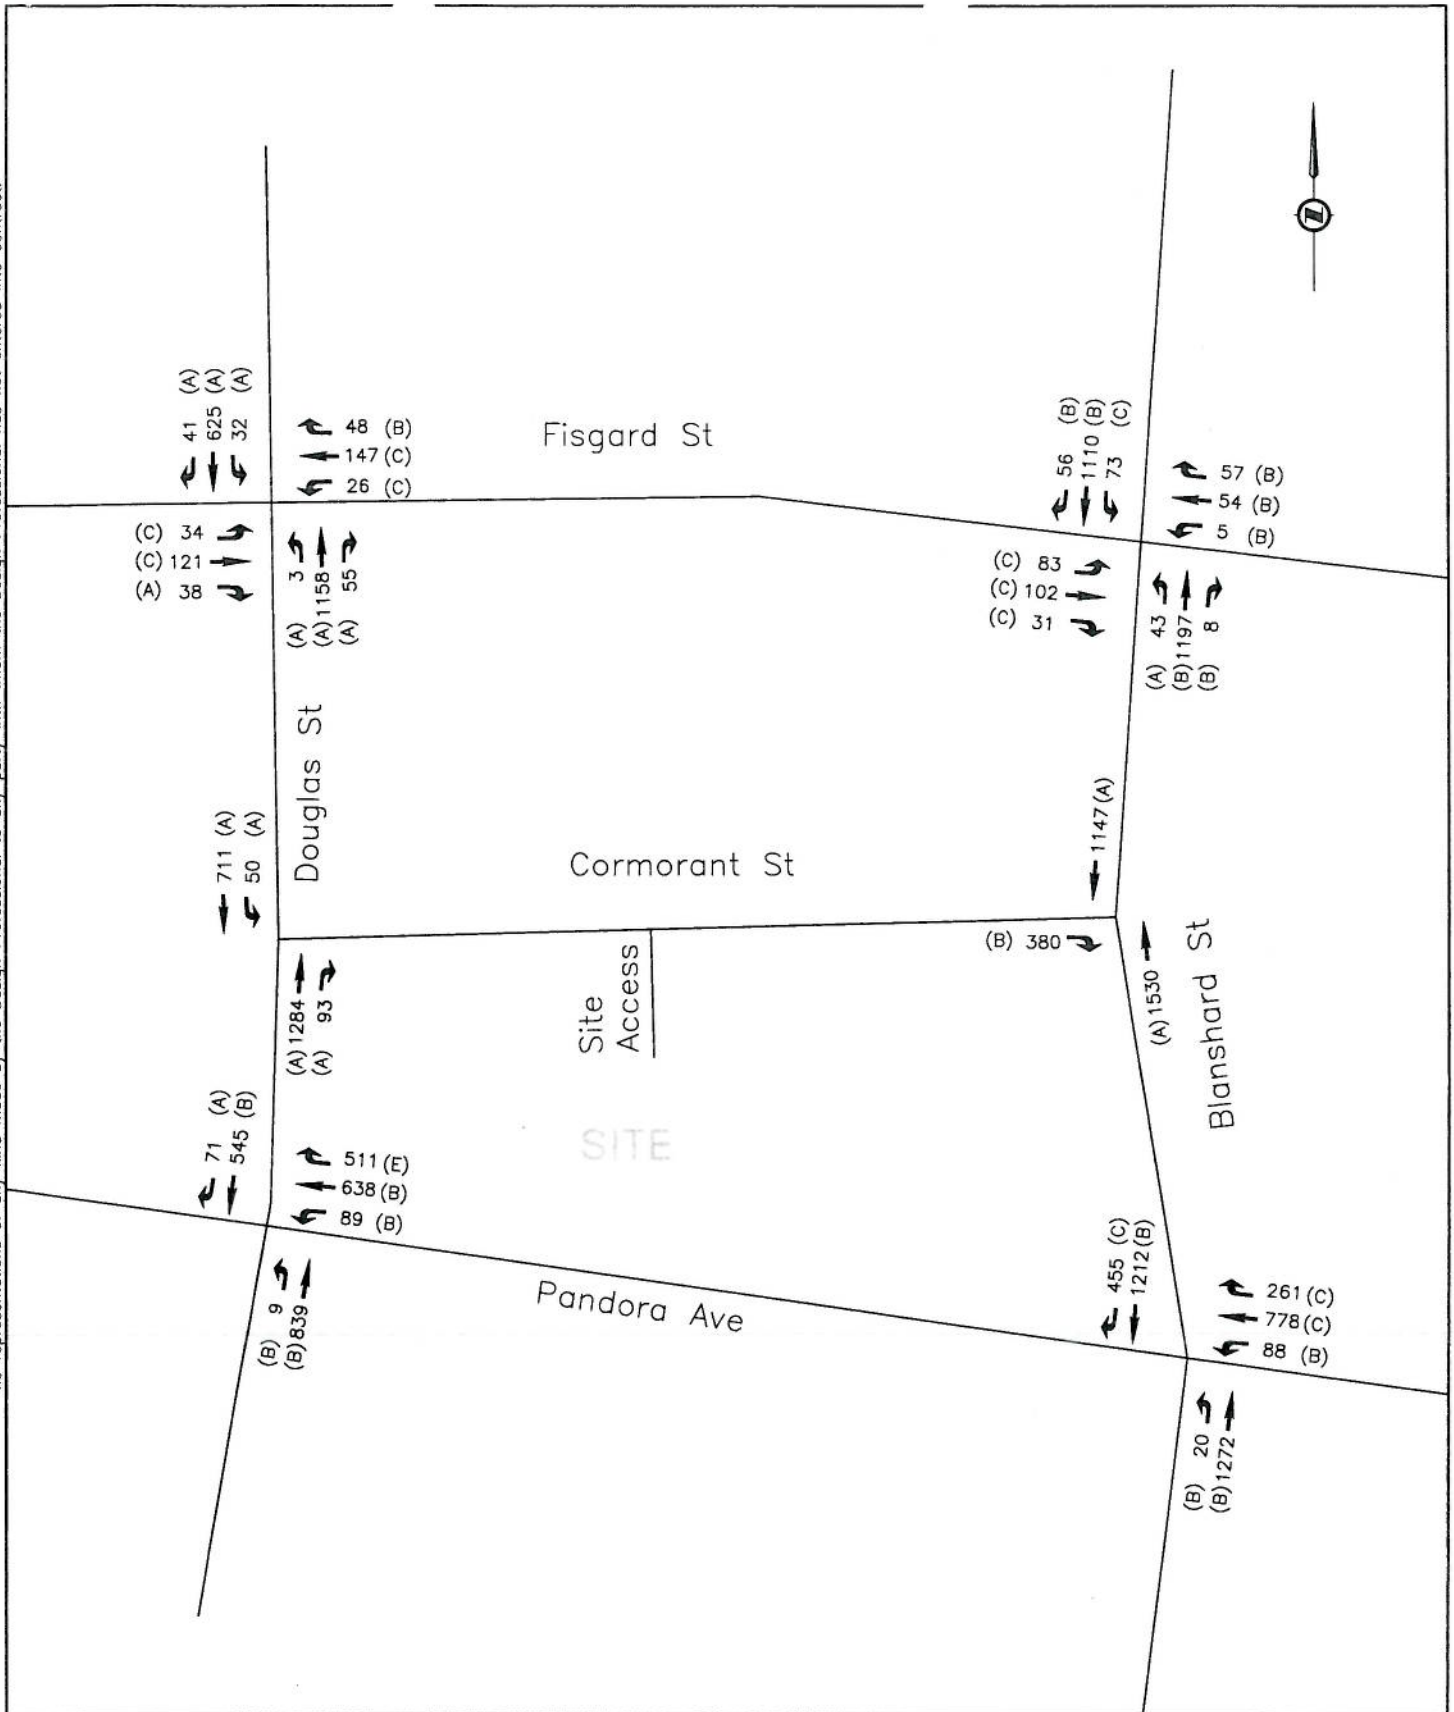 41 (A)
625 (A)
32 (A)
48 (B)
147 (C)
26 (C)
(C) 34
(C) 121
(A) 38
(A) 3
(A) 1158
(A) 55
Fisgard St
56 (B)
1110 (B)
73 (C)
57 (B)
54 (B)
5 (B)
(C) 83
(C) 102
(C) 31
(A) 43
(B) 1197
(B) 8
Douglas St
711 (A)
50 (A)
(A) 1284
(A) 93
Cormorant St
1147 (A)
(B) 380
(A) 1530
Blanshard St
Site
Access
SITE
71 (A)
545 (B)
511 (E)
638 (B)
89 (B)
(B) 9
(B) 839
Pandora Ave
455 (C)
1212 (B)
261 (C)
778 (C)
88 (B)
(B) 20
(B) 1272